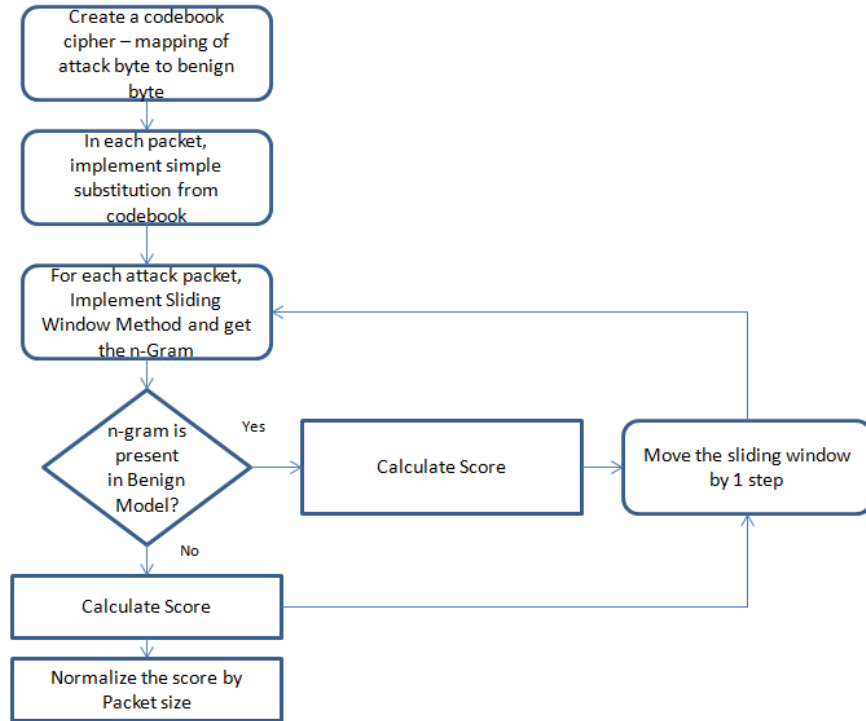 Create a codebook
cipher – mapping of
attack byte to benign
byte
In each packet,
implement simple
substitution from
codebook
For each attack packet,
Implement Sliding
Window Method and get
the n-Gram
n-gram is
present
in Benign
Model?
Yes
Calculate Score
Move the sliding window
by 1 step
No
Calculate Score
Normalize the score by
Packet size